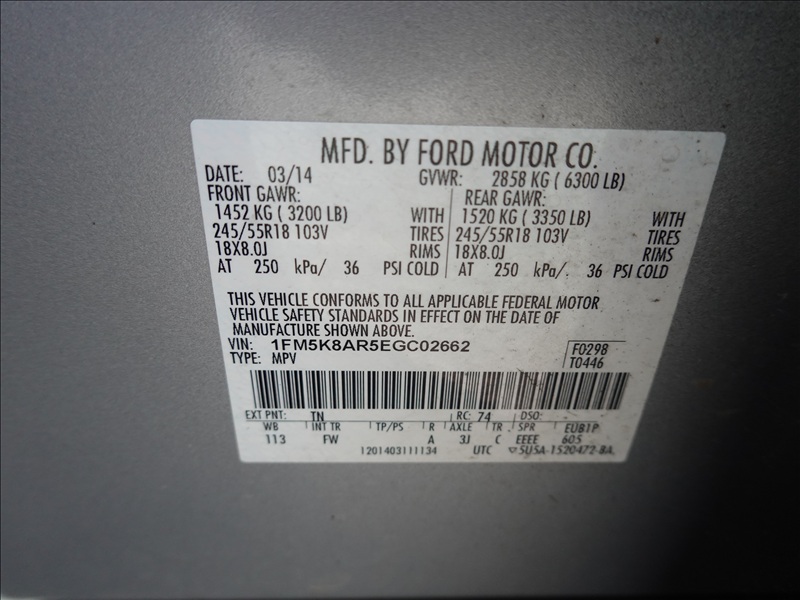 MFD. BY FORD MOTOR CO.
DATE: 03/14 GVWR: 2858 KG ( 6300 LB)
FRONT GAWR: REAR GAWR:
1452 KG ( 3200 LB) WITH 1520 KG ( 3350 LB) WITH
245/55R18 103V TIRES 245/55R18 103V TIRES
18X8.0J RIMS 18X8.0J RIMS
AT 250 kPa/ 36 PSI COLD AT 250 kPa/. 36 PSI COLD
THIS VEHICLE CONFORMS TO ALL APPLICABLE FEDERAL MOTOR
VEHICLE SAFETY STANDARDS IN EFFECT ON THE DATE OF
MANUFACTURE SHOWN ABOVE.
VIN: 1FM5K8AR5EGC02662 F0298
TYPE: MPV T0446
EXT PNT: TN RC: 74 DSO:
WB INT TR TP/PS R AXLE TR SPR EUB1P
113 FW A 3J C EEEE 605
1201403111134 UTC 5U5A-1520472-BA